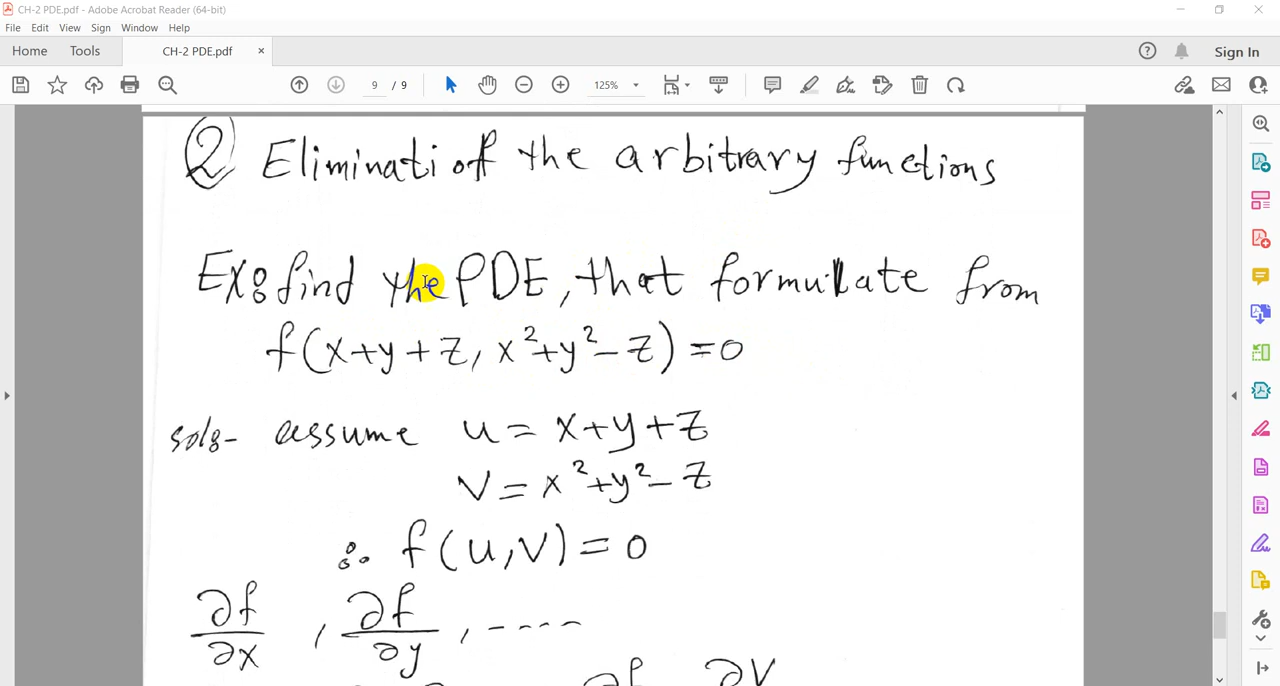 CH-2 PDE.pdf - Adobe Acrobat Reader (64-bit)
File Edit View Sign Window Help
Home Tools CH-2 PDE.pdf × Sign In
9 / 9 125%
② Eliminati of the arbitrary functions
Ex: find the PDE, that formulate from
f(x+y+z, x²+y²-z) = 0
sol:- assume u = x+y+z
v = x²+y²-z
∴ f(u,v) = 0
∂f/∂x , ∂f/∂y , -----
∂f ∂v